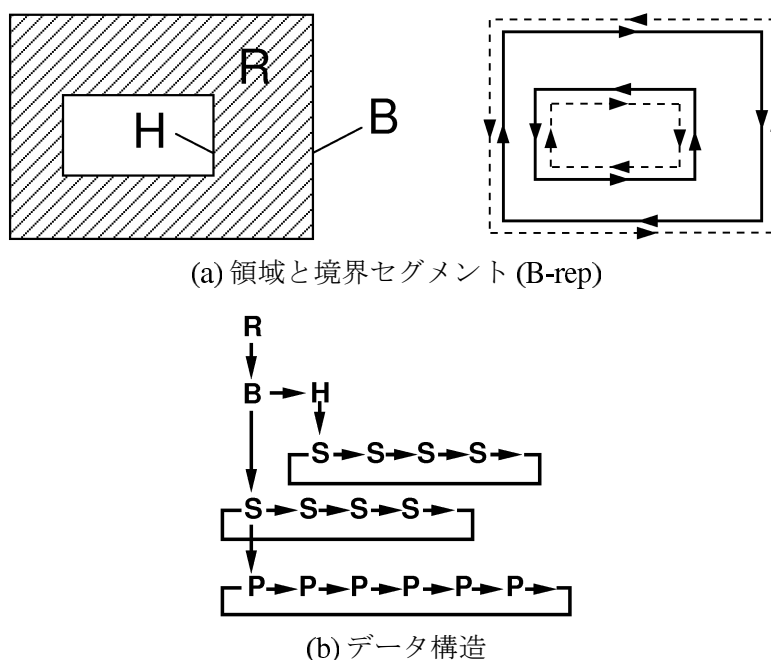 R
H
B
(a) 領域と境界セグメント (B-rep)
R
B H
S S S S
S S S S
P P P P P P
(b) データ構造